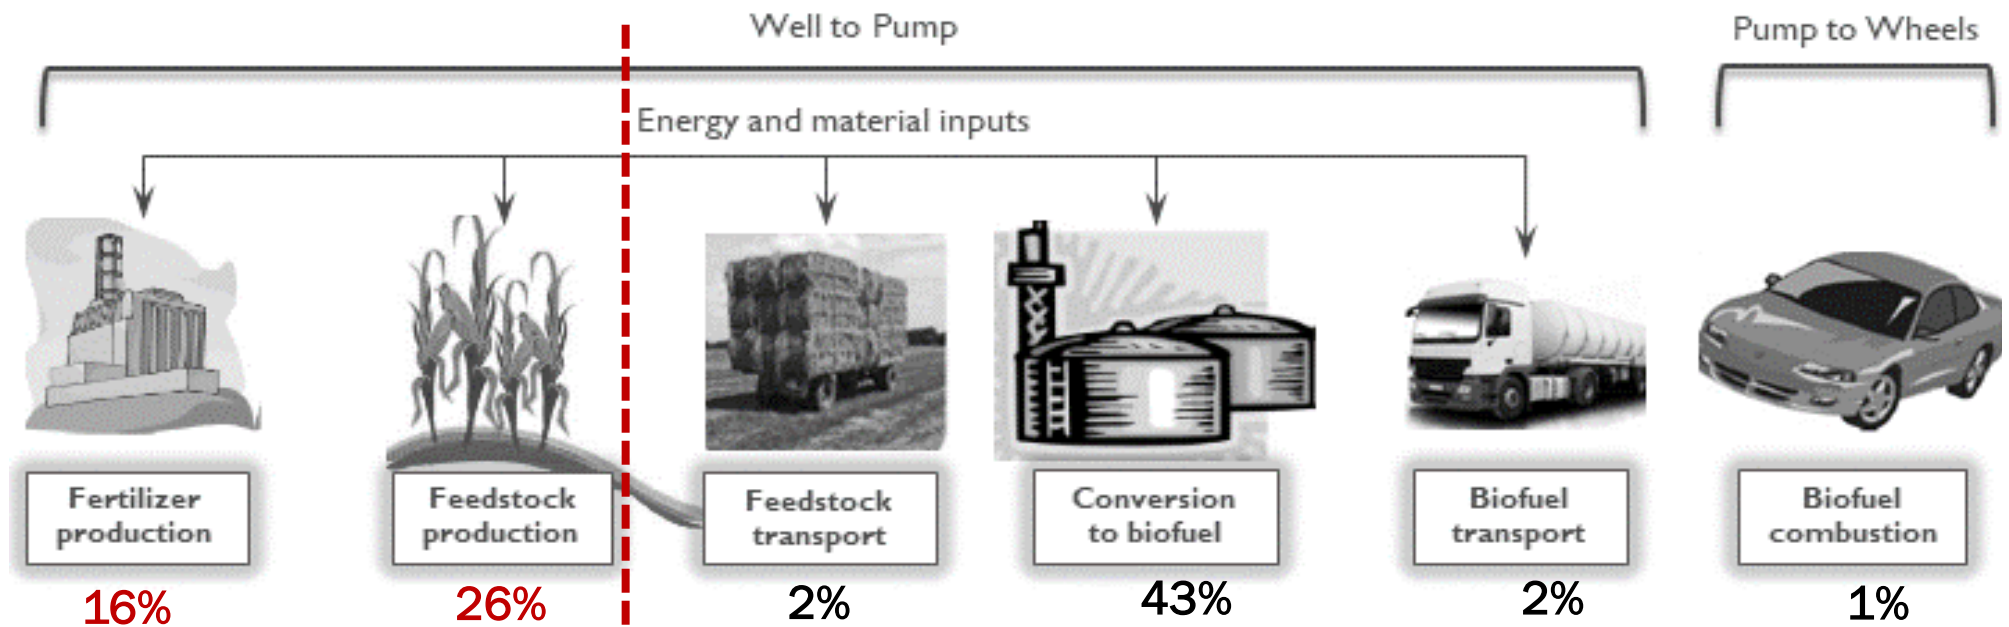 Well to Pump
Pump to Wheels
Energy and material inputs
Fertilizer
production
Feedstock
production
Feedstock
transport
Conversion
to biofuel
Biofuel
transport
Biofuel
combustion
16%
26%
2%
43%
2%
1%